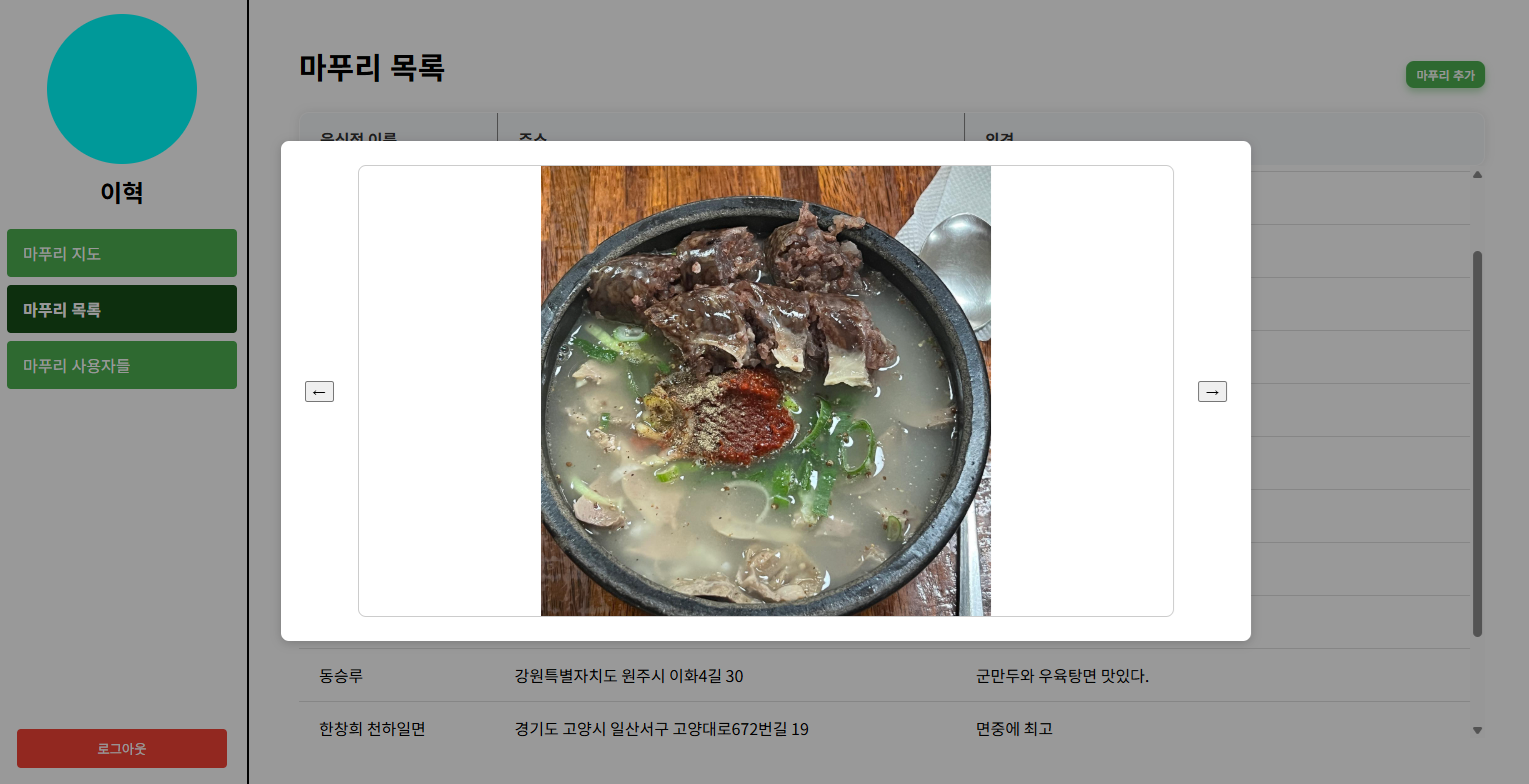 이혁
마푸리 지도
마푸리 목록
마푸리 사용자들
로그아웃
마푸리 목록
마푸리 추가
음식점 이름 주소 의견
←
→
동승루 강원특별자치도 원주시 이화4길 30 군만두와 우육탕면 맛있다.
한창희 천하일면 경기도 고양시 일산서구 고양대로672번길 19 면중에 최고